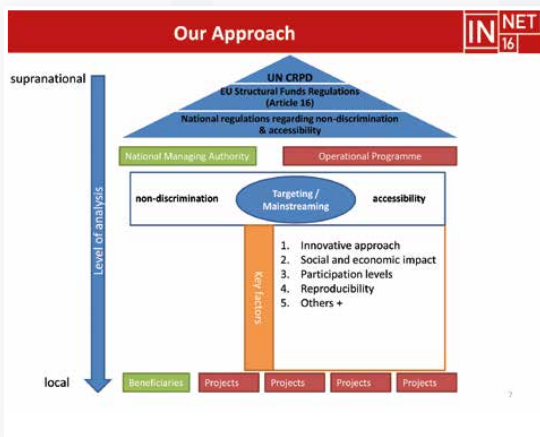 Our Approach
IN NET
16
supranational
UN CRPD
EU Structural Funds Regulations
(Article 16)
National regulations regarding non-discrimination
& accessibility
National Managing Authority
Operational Programme
Level of analysis
non-discrimination
Targeting /
Mainstreaming
accessibility
Key factors
1. Innovative approach
2. Social and economic impact
3. Participation levels
4. Reproducibility
5. Others +
local
Beneficiaries
Projects
Projects
Projects
Projects
7